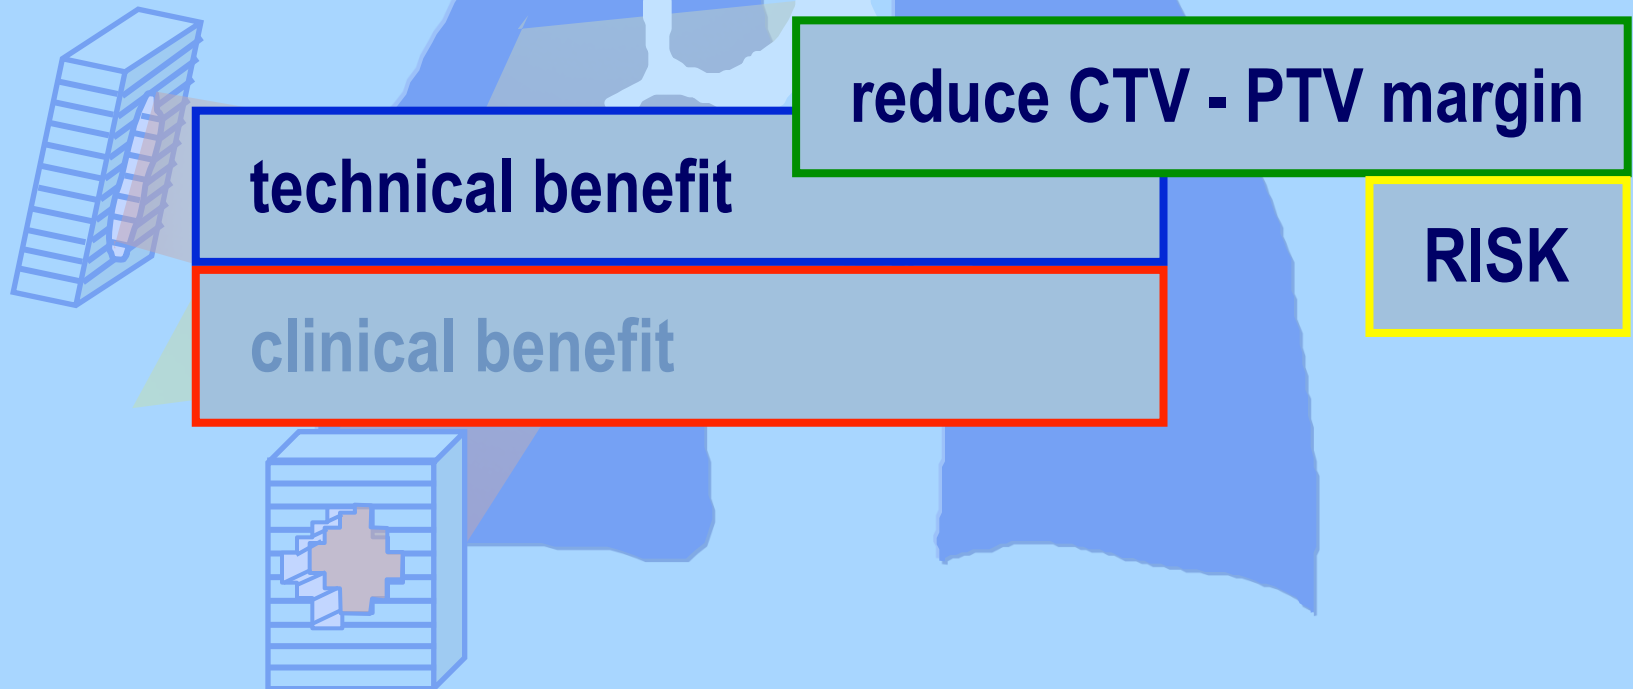 reduce CTV - PTV margin
technical benefit
RISK
clinical benefit